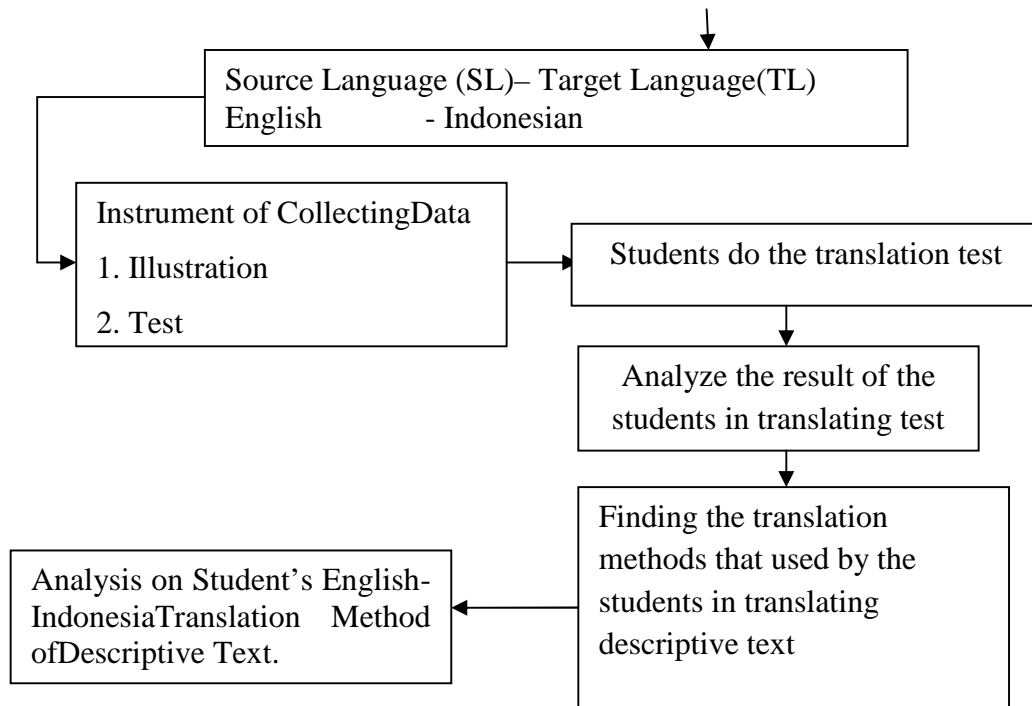 Source Language (SL)– Target Language(TL)
English - Indonesian
Instrument of CollectingData
1. Illustration
2. Test
Students do the translation test
Analyze the result of the
students in translating test
Finding the translation
methods that used by the
students in translating
descriptive text
Analysis on Student’s English-
IndonesiaTranslation Method
ofDescriptive Text.